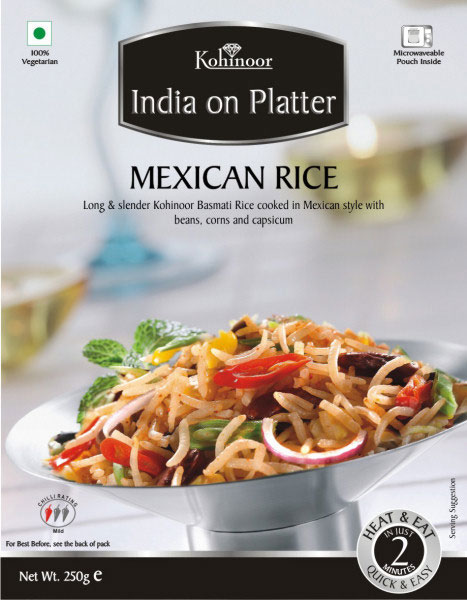 100%
Vegetarian
Kohinoor
India on Platter
Microwaveable
Pouch Inside
MEXICAN RICE
Long & slender Kohinoor Basmati Rice cooked in Mexican style with
beans, corns and capsicum
CHILLI RATING
Mild
For Best Before, see the back of pack
Serving Suggestion
HEAT & EAT
IN JUST
2
MINUTES
QUICK & EASY
Net Wt. 250g e